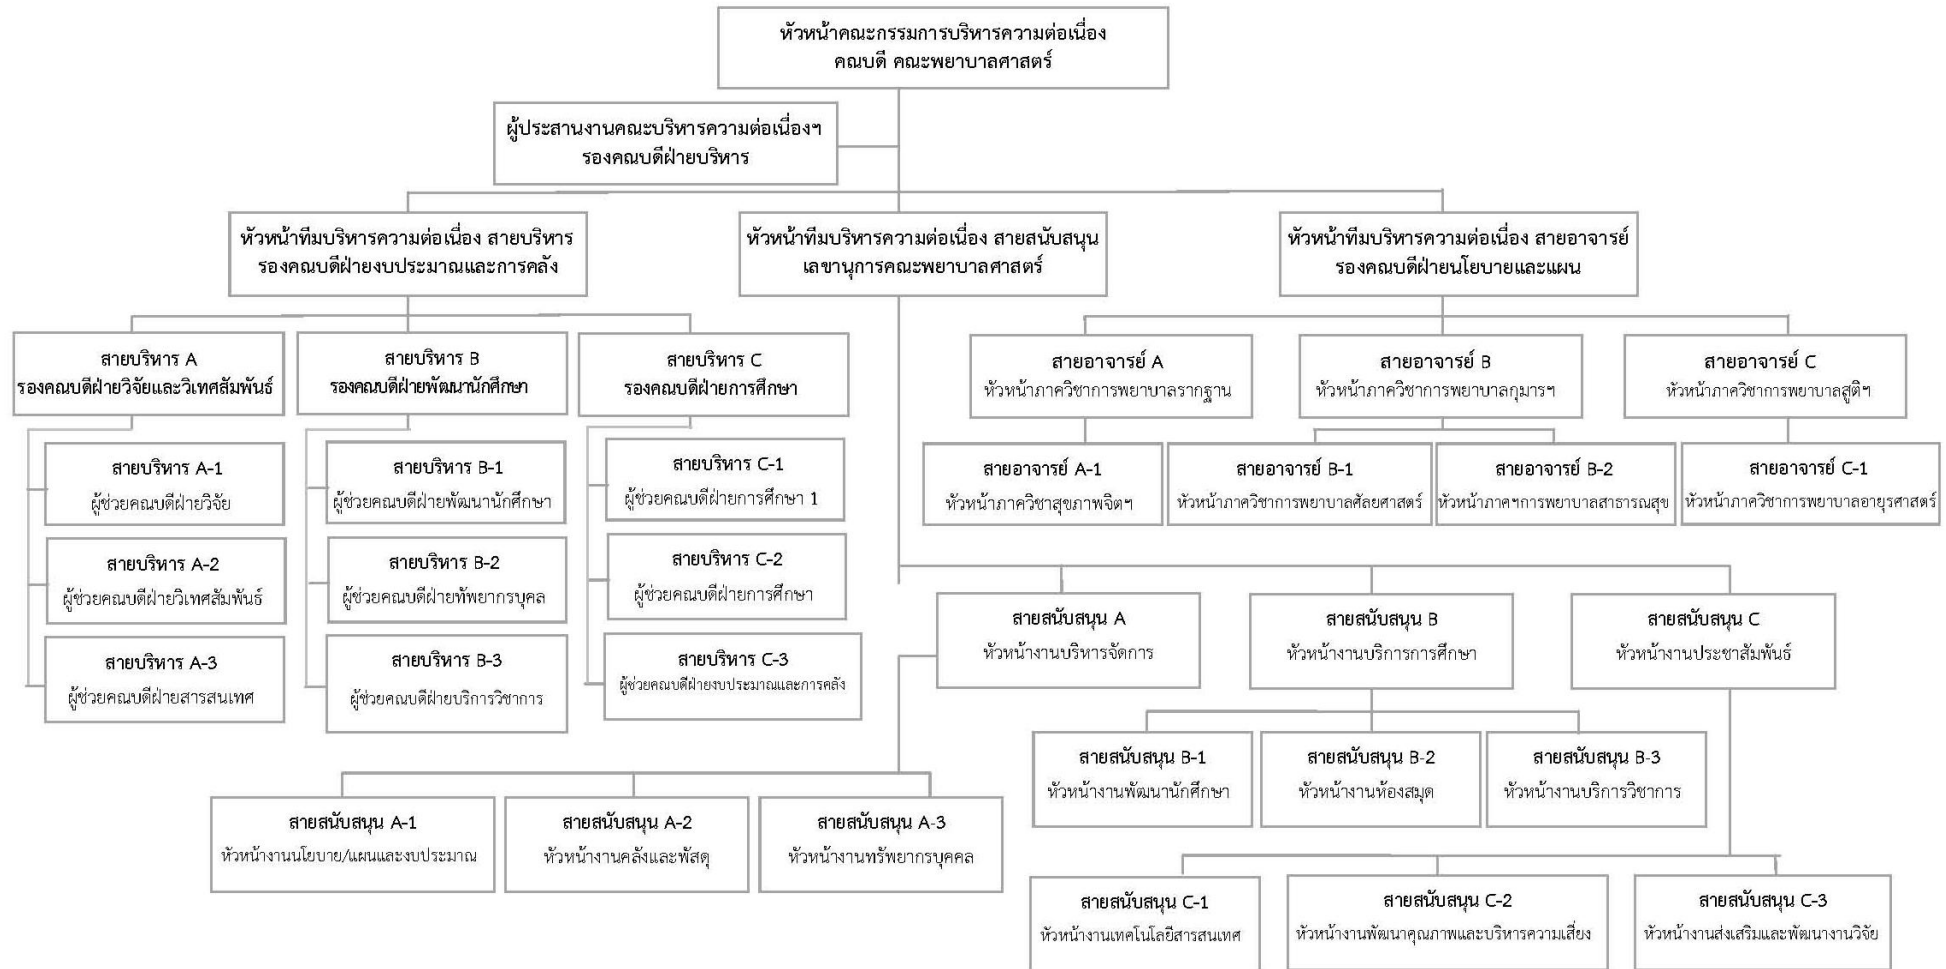 หัวหน้าคณะกรรมการบริหารความต่อเนื่อง
คณบดี คณะพยาบาลศาสตร์
ผู้ประสานงานคณะบริหารความต่อเนื่องฯ
รองคณบดีฝ่ายบริหาร
หัวหน้าทีมบริหารความต่อเนื่อง สายบริหาร
รองคณบดีฝ่ายงบประมาณและการคลัง
หัวหน้าทีมบริหารความต่อเนื่อง สายสนับสนุน
เลขานุการคณะพยาบาลศาสตร์
หัวหน้าทีมบริหารความต่อเนื่อง สายอาจารย์
รองคณบดีฝ่ายนโยบายและแผน
สายบริหาร A
รองคณบดีฝ่ายวิจัยและวิเทศสัมพันธ์
สายบริหาร B
รองคณบดีฝ่ายพัฒนานักศึกษา
สายบริหาร C
รองคณบดีฝ่ายการศึกษา
สายอาจารย์ A
หัวหน้าภาควิชาการพยาบาลรากฐาน
สายอาจารย์ B
หัวหน้าภาควิชาการพยาบาลกุมารฯ
สายอาจารย์ C
หัวหน้าภาควิชาการพยาบาลสูติฯ
สายบริหาร A-1
ผู้ช่วยคณบดีฝ่ายวิจัย
สายบริหาร B-1
ผู้ช่วยคณบดีฝ่ายพัฒนานักศึกษา
สายบริหาร C-1
ผู้ช่วยคณบดีฝ่ายการศึกษา 1
สายอาจารย์ A-1
หัวหน้าภาควิชาสุขภาพจิตฯ
สายอาจารย์ B-1
หัวหน้าภาควิชาการพยาบาลศัลยศาสตร์
สายอาจารย์ B-2
หัวหน้าภาคฯการพยาบาลสาธารณสุข
สายอาจารย์ C-1
หัวหน้าภาควิชาการพยาบาลอายุรศาสตร์
สายบริหาร A-2
ผู้ช่วยคณบดีฝ่ายวิเทศสัมพันธ์
สายบริหาร B-2
ผู้ช่วยคณบดีฝ่ายทัพยากรบุคล
สายบริหาร C-2
ผู้ช่วยคณบดีฝ่ายการศึกษา
สายบริหาร A-3
ผู้ช่วยคณบดีฝ่ายสารสนเทศ
สายบริหาร B-3
ผู้ช่วยคณบดีฝ่ายบริการวิชาการ
สายบริหาร C-3
ผู้ช่วยคณบดีฝ่ายงบประมาณและการคลัง
สายสนับสนุน A
หัวหน้างานบริหารจัดการ
สายสนับสนุน B
หัวหน้างานบริการการศึกษา
สายสนับสนุน C
หัวหน้างานประชาสัมพันธ์
สายสนับสนุน B-1
หัวหน้างานพัฒนานักศึกษา
สายสนับสนุน B-2
หัวหน้างานห้องสมุด
สายสนับสนุน B-3
หัวหน้างานบริการวิชาการ
สายสนับสนุน A-1
หัวหน้างานนโยบาย/แผนและงบประมาณ
สายสนับสนุน A-2
หัวหน้างานคลังและพัสดุ
สายสนับสนุน A-3
หัวหน้างานทรัพยากรบุคคล
สายสนับสนุน C-1
หัวหน้างานเทคโนโลยีสารสนเทศ
สายสนับสนุน C-2
หัวหน้างานพัฒนาคุณภาพและบริหารความเสี่ยง
สายสนับสนุน C-3
หัวหน้างานส่งเสริมและพัฒนางานวิจัย